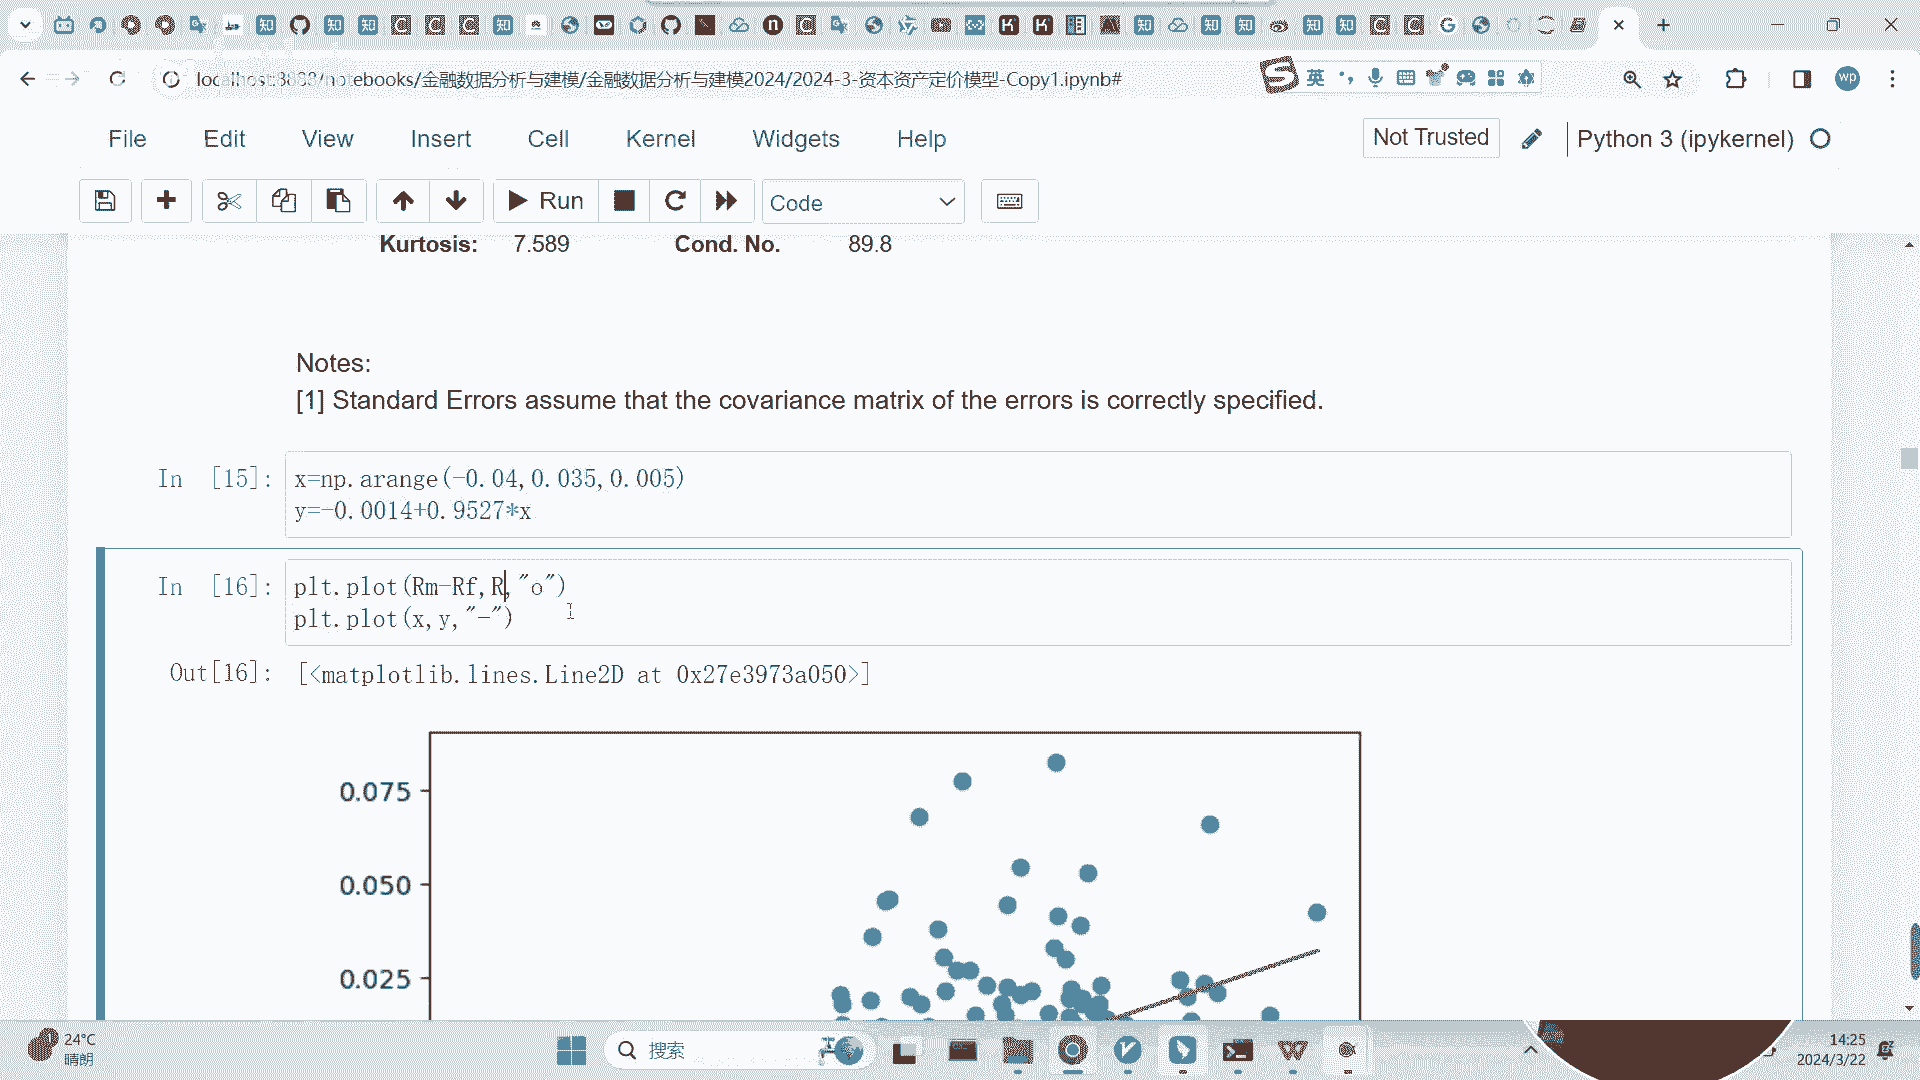 localhost:8888/notebooks/金融数据分析与建模/金融数据分析与建模2024/2024-3-资本资产定价模型-Copy1.ipynb#
英
wp
File Edit View Insert Cell Kernel Widgets Help
Not Trusted
Python 3 (ipykernel)
Run
Code
Kurtosis: 7.589 Cond. No. 89.8
Notes:
[1] Standard Errors assume that the covariance matrix of the errors is correctly specified.
In [15]: x=np.arange(-0.04,0.035,0.005)
y=-0.0014+0.9527*x
In [16]: plt.plot(Rm-Rf,R,"o")
plt.plot(x,y,"-")
Out[16]: [<matplotlib.lines.Line2D at 0x27e3973a050>]
0.075
0.050
0.025
24°C
晴朗
搜索
14:25
2024/3/22